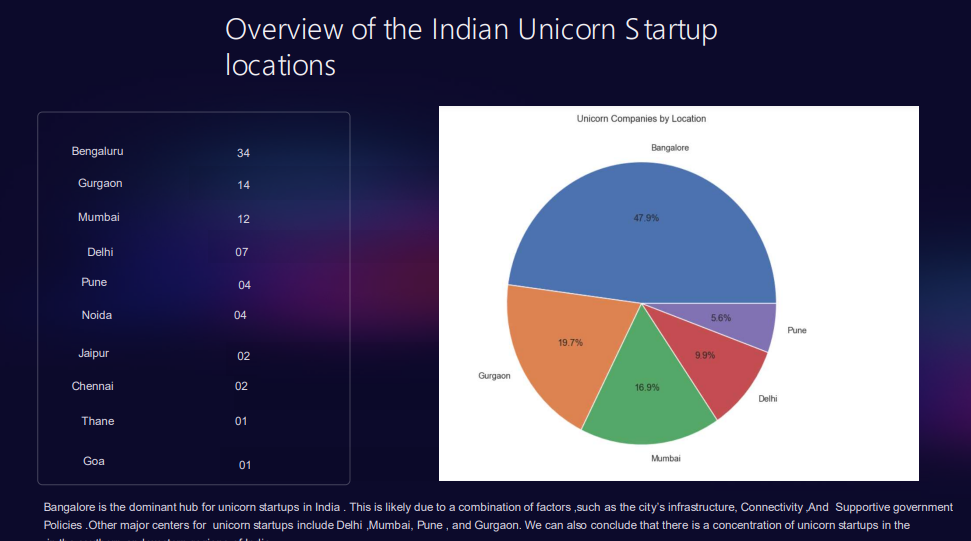 Overview of the Indian Unicorn Startup
locations
Bengaluru 34
Gurgaon 14
Mumbai 12
Delhi 07
Pune 04
Noida 04
Jaipur 02
Chennai 02
Thane 01
Goa 01
Unicorn Companies by Location
Bangalore
47.9%
5.6%
Pune
19.7%
9.9%
Gurgaon
16.9%
Delhi
Mumbai
Bangalore is the dominant hub for unicorn startups in India . This is likely due to a combination of factors ,such as the city's infrastructure, Connectivity ,And Supportive government
Policies .Other major centers for unicorn startups include Delhi ,Mumbai, Pune , and Gurgaon. We can also conclude that there is a concentration of unicorn startups in the